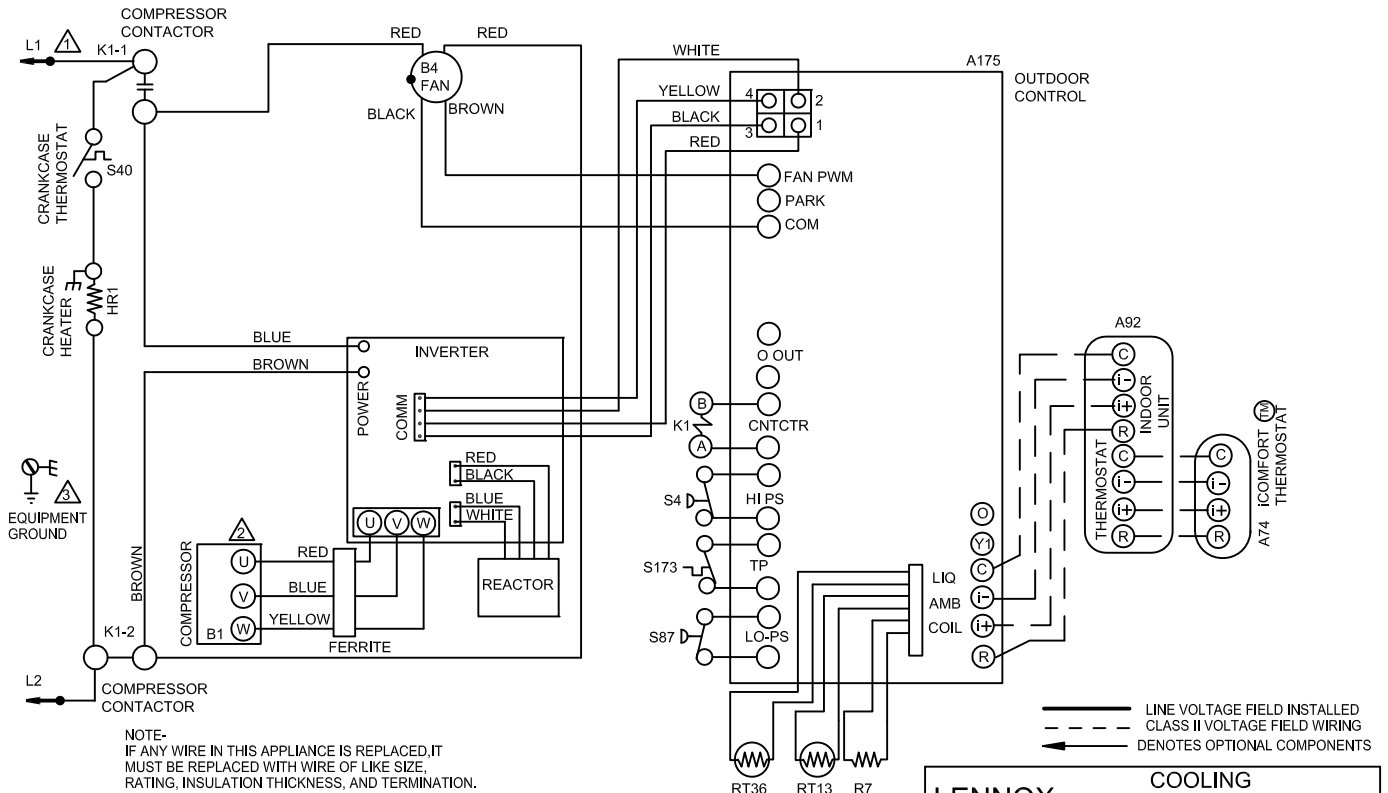 COMPRESSOR
CONTACTOR
L1
1
K1-1
RED
RED
B4
FAN
BLACK
BROWN
WHITE
YELLOW
BLACK
RED
4
2
3
1
A175
OUTDOOR
CONTROL
CRANKCASE
THERMOSTAT
S40
FAN PWM
PARK
COM
CRANKCASE
HEATER
HR1
BLUE
BROWN
INVERTER
POWER
COMM
RED
BLACK
BLUE
WHITE
U V W
REACTOR
O OUT
B
K1
A
CNTCTR
S4
HI PS
S173
TP
S87
LO-PS
LIQ
AMB
COIL
O
Y1
C
i-
i+
R
A92
C
i-
i+
R
INDOOR
UNIT
C
i-
i+
R
THERMOSTAT
C
i-
i+
R
A74 iCOMFORT TM
THERMOSTAT
3
EQUIPMENT
GROUND
BROWN
2
COMPRESSOR
U
V
W
B1
RED
BLUE
YELLOW
FERRITE
K1-2
L2
COMPRESSOR
CONTACTOR
NOTE-
IF ANY WIRE IN THIS APPLIANCE IS REPLACED,IT
MUST BE REPLACED WITH WIRE OF LIKE SIZE,
RATING, INSULATION THICKNESS, AND TERMINATION.
RT36
RT13
R7
LINE VOLTAGE FIELD INSTALLED
CLASS II VOLTAGE FIELD WIRING
DENOTES OPTIONAL COMPONENTS
COOLING
LENNOX